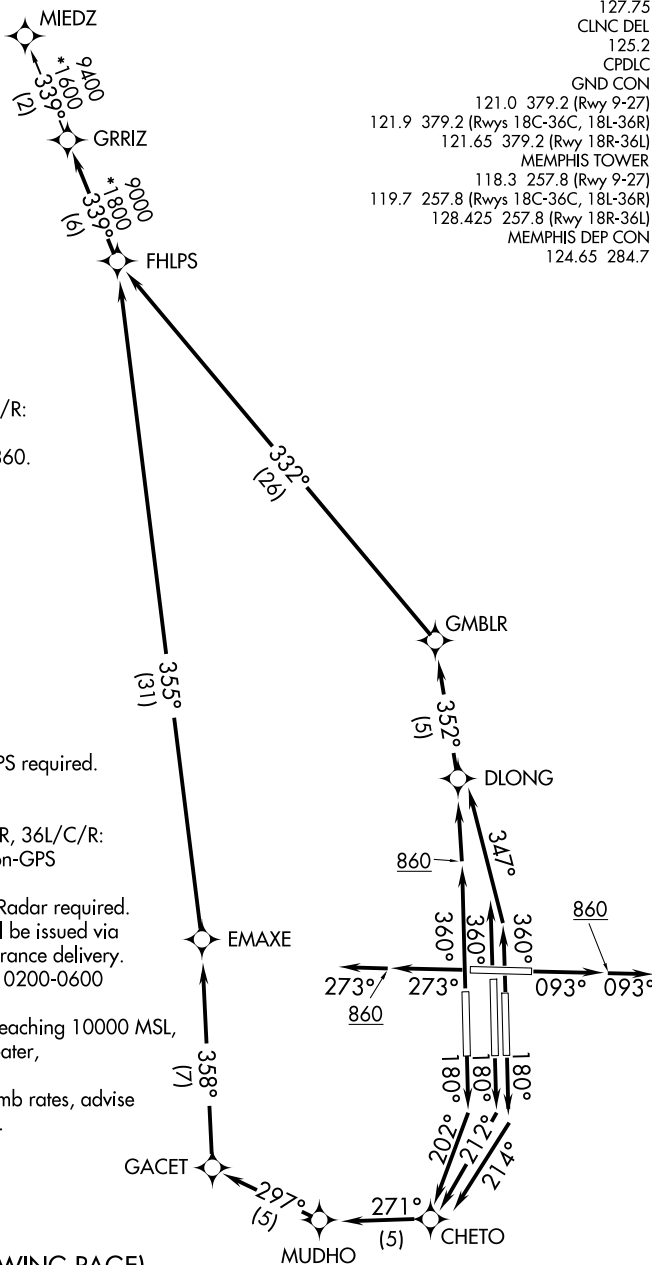 127.75
CLNC DEL
125.2
CPDLC
GND CON
121.0 379.2 (Rwy 9-27)
121.9 379.2 (Rwys 18C-36C, 18L-36R)
121.65 379.2 (Rwy 18R-36L)
MEMPHIS TOWER
118.3 257.8 (Rwy 9-27)
119.7 257.8 (Rwys 18C-36C, 18L-36R)
128.425 257.8 (Rwy 18R-36L)
MEMPHIS DEP CON
124.65 284.7
MIEDZ
9400
*1600
339°
(2)
GRRIZ
9000
*1800
339°
(6)
FHLPS
/R:
360.
332°
(26)
GMBLR
355°
(31)
352°
(5)
PS required.
DLONG
R, 36L/C/R:
on-GPS
347°
860
Radar required.
l be issued via
rance delivery.
0200-0600
EMAXE
360°
360°
360°
860
273°
273°
093°
093°
860
eaching 10000 MSL,
eater,
mb rates, advise
.
358°
(7)
180°
180°
180°
202°
212°
214°
GACET
297°
(5)
271°
(5)
CHETO
MUDHO
WING PAGE)